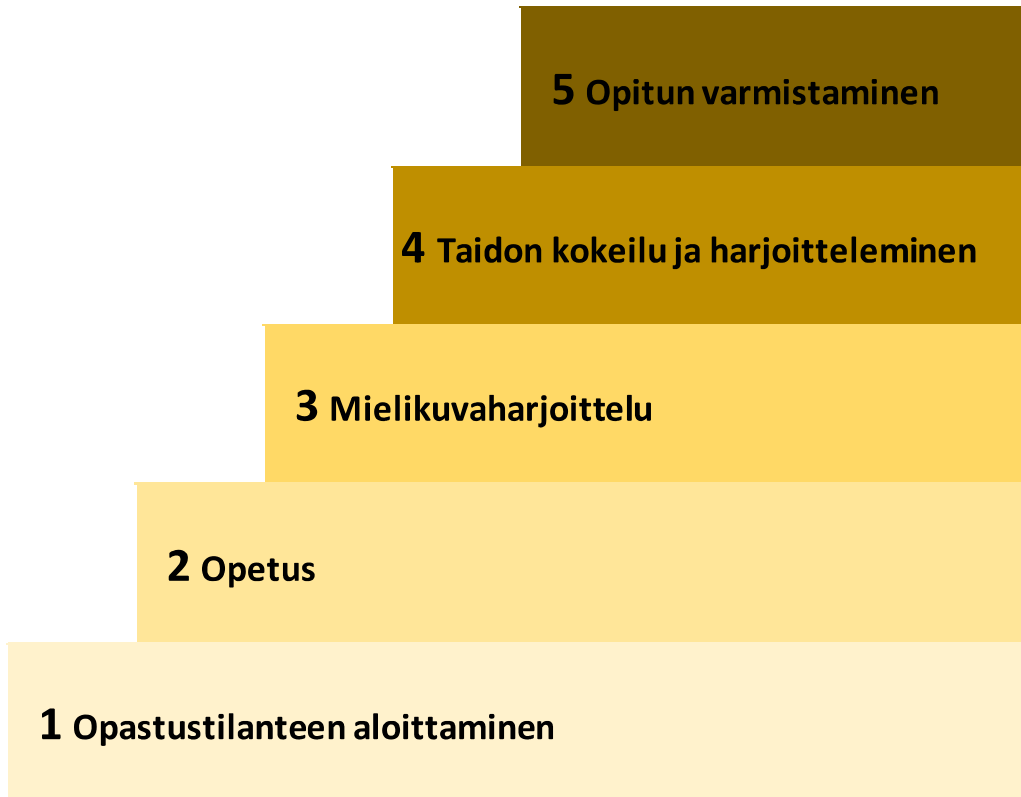 5 Opitun varmistaminen
4 Taidon kokeilu ja harjoitteleminen
3 Mielikuvaharjoittelu
2 Opetus
1 Opastustilanteen aloittaminen